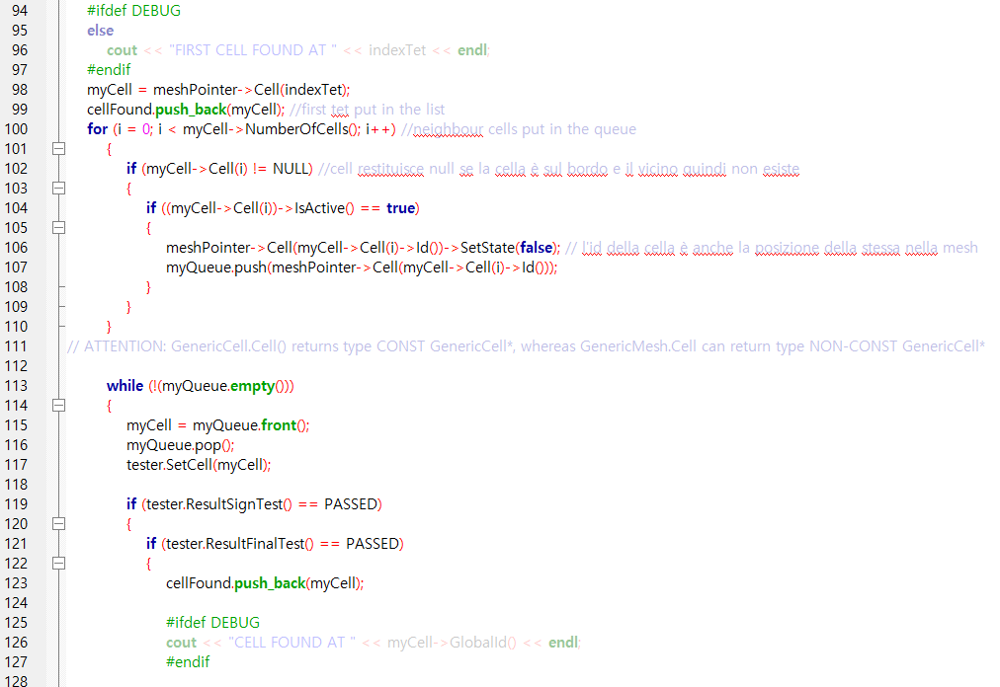 94 #ifdef DEBUG
95 else
96 cout << "FIRST CELL FOUND AT " << indexTet << endl;
97 #endif
98 myCell = meshPointer->Cell(indexTet);
99 cellFound.push_back(myCell); //first tet put in the list
100 for (i = 0; i < myCell->NumberOfCells(); i++) //neighbour cells put in the queue
101 {
102 if (myCell->Cell(i) != NULL) //cell restituisce null se la cella è sul bordo e il vicino quindi non esiste
103 {
104 if ((myCell->Cell(i))->IsActive() == true)
105 {
106 meshPointer->Cell(myCell->Cell(i)->Id())->SetState(false); // l'id della cella è anche la posizione della stessa nella mesh
107 myQueue.push(meshPointer->Cell(myCell->Cell(i)->Id()));
108 }
109 }
110 }
111 // ATTENTION: GenericCell.Cell() returns type CONST GenericCell*, whereas GenericMesh.Cell can return type NON-CONST GenericCell*
112
113 while (!(myQueue.empty()))
114 {
115 myCell = myQueue.front();
116 myQueue.pop();
117 tester.SetCell(myCell);
118
119 if (tester.ResultSignTest() == PASSED)
120 {
121 if (tester.ResultFinalTest() == PASSED)
122 {
123 cellFound.push_back(myCell);
124
125 #ifdef DEBUG
126 cout << "CELL FOUND AT " << myCell->GlobalId() << endl;
127 #endif
128